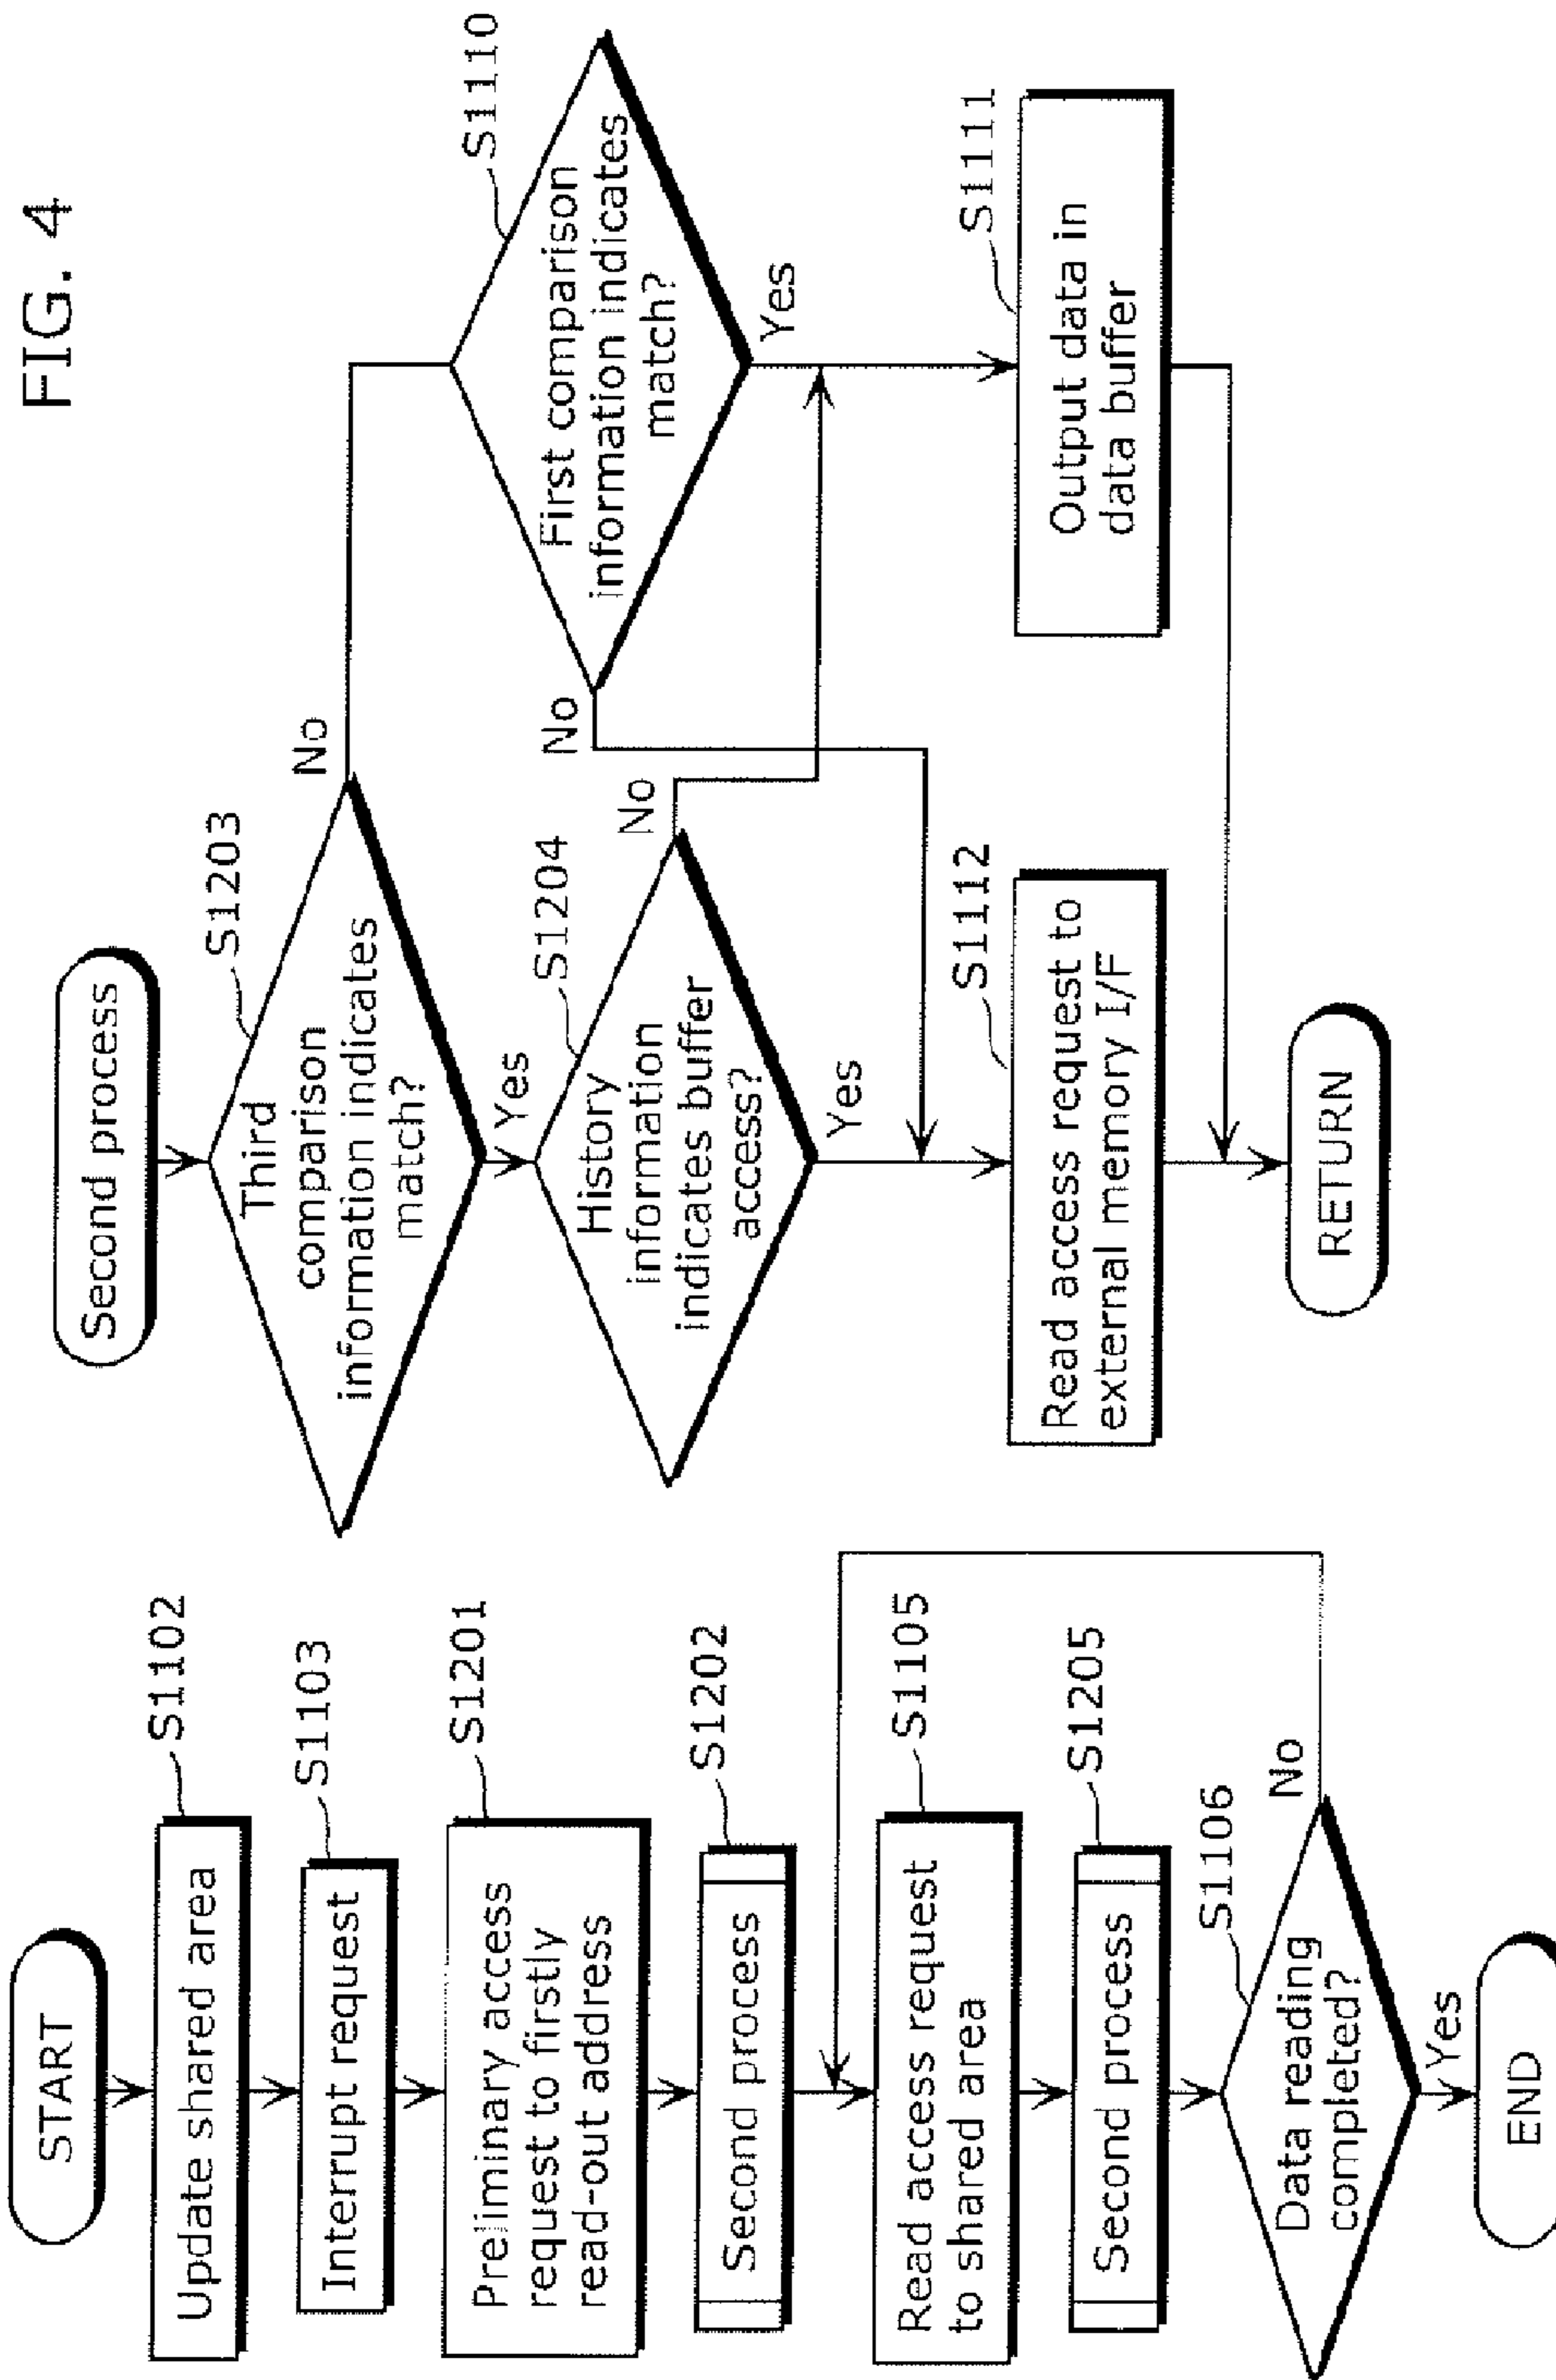 FIG. 4
START
Update shared area
S1102
Interrupt request
S1103
Preliminary access
request to firstly
read-out address
S1201
Second process
S1202
Read access request
to shared area
S1105
Second process
S1205
Data reading
completed?
S1106
No
Yes
END
Second process
Third
comparison
information indicates
match?
S1203
No
Yes
History
information
indicates buffer
access?
S1204
No
Yes
First comparison
information indicates
match?
S1110
No
Yes
Read access request to
external memory I/F
S1112
Output data in
data buffer
S1111
RETURN